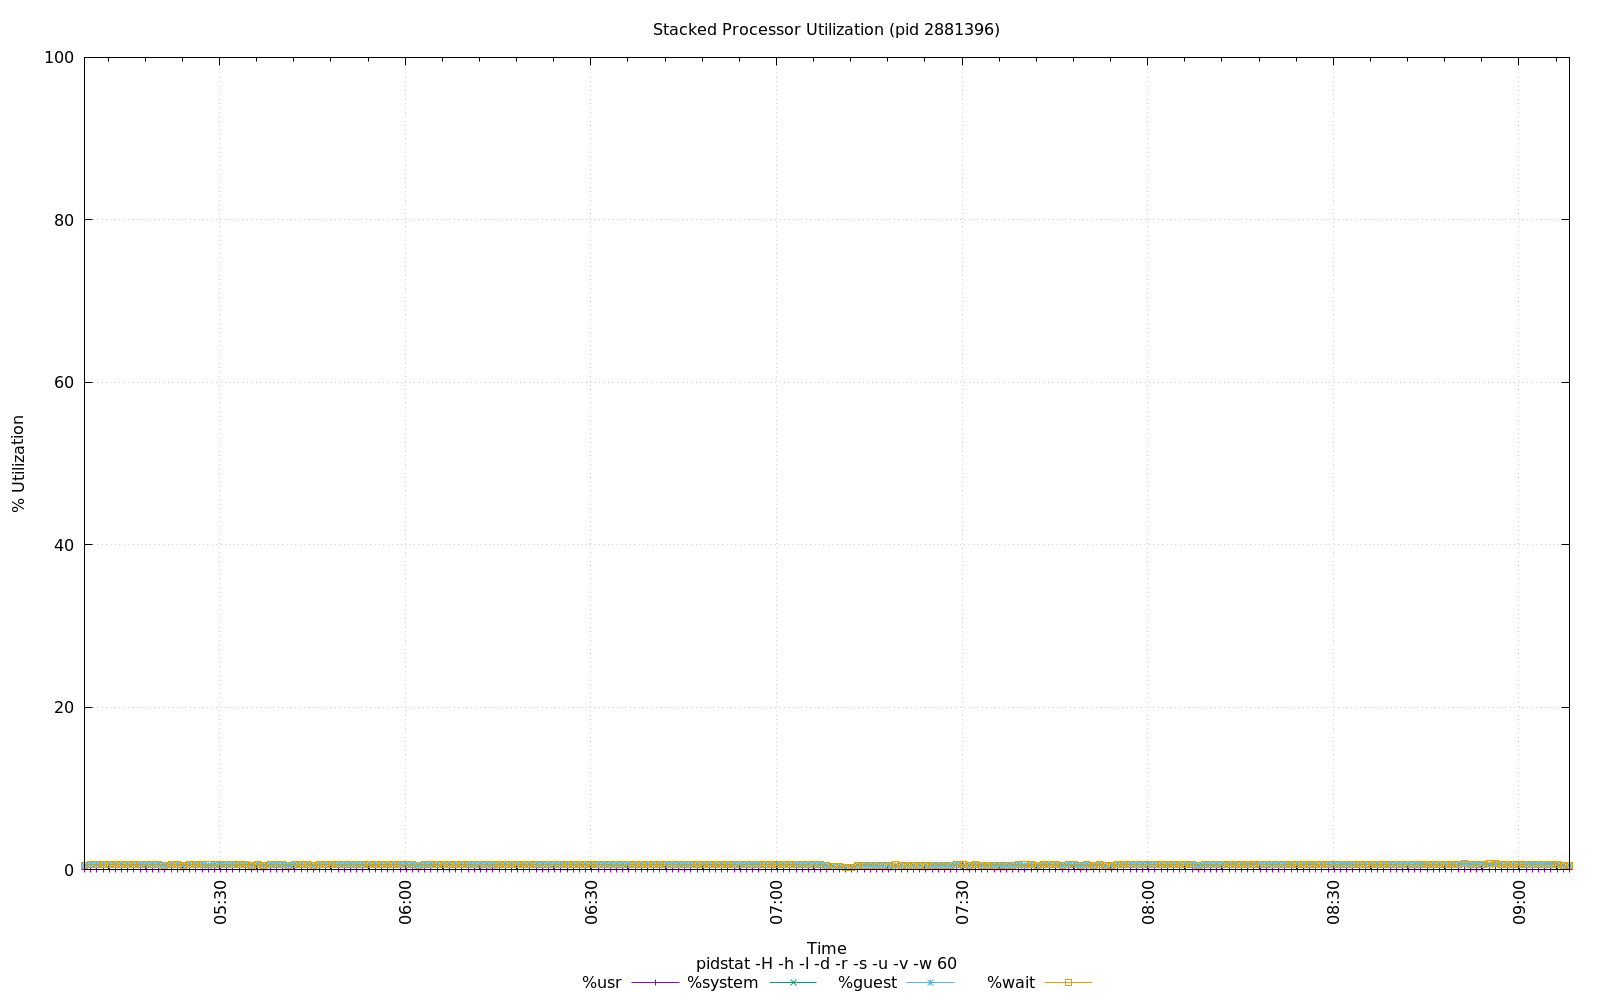 Stacked Processor Utilization (pid 2881396)
100
80
60
40
20
0
% Utilization
05:30 06:00 06:30 07:00 07:30 08:00 08:30 09:00
Time
pidstat -H -h -l -d -r -s -u -v -w 60
%usr %system %guest %wait